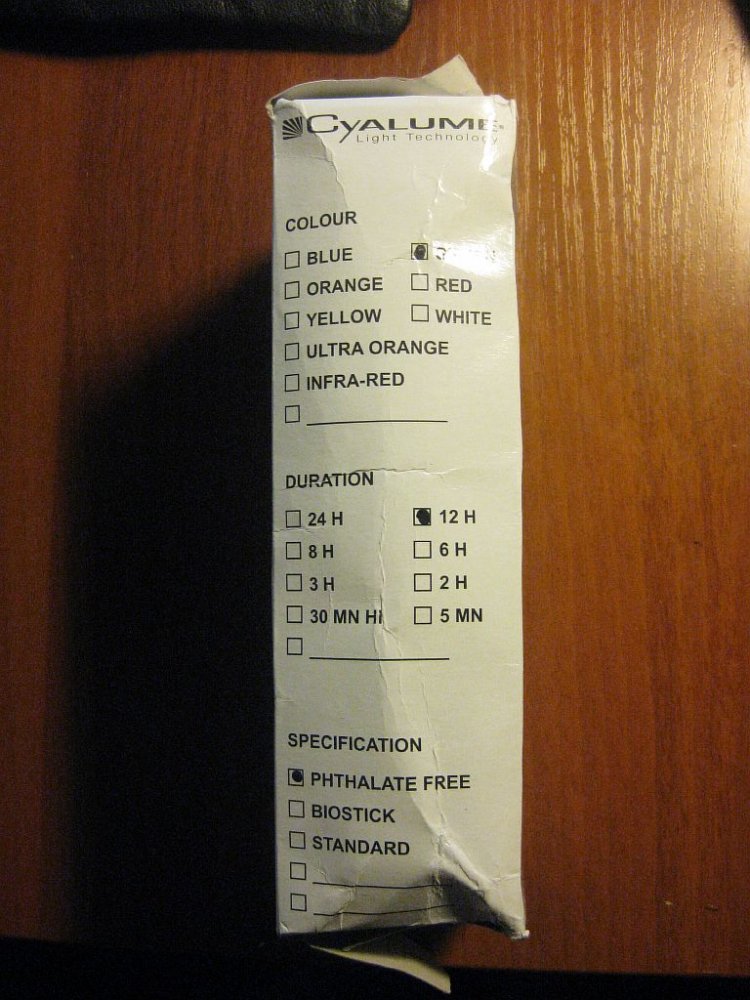 CYALUME
Light Technology
COLOUR
BLUE
GREEN
ORANGE
RED
YELLOW
WHITE
ULTRA ORANGE
INFRA-RED
DURATION
24 H
12 H
8 H
6 H
3 H
2 H
30 MN HI
5 MN
SPECIFICATION
PHTHALATE FREE
BIOSTICK
STANDARD